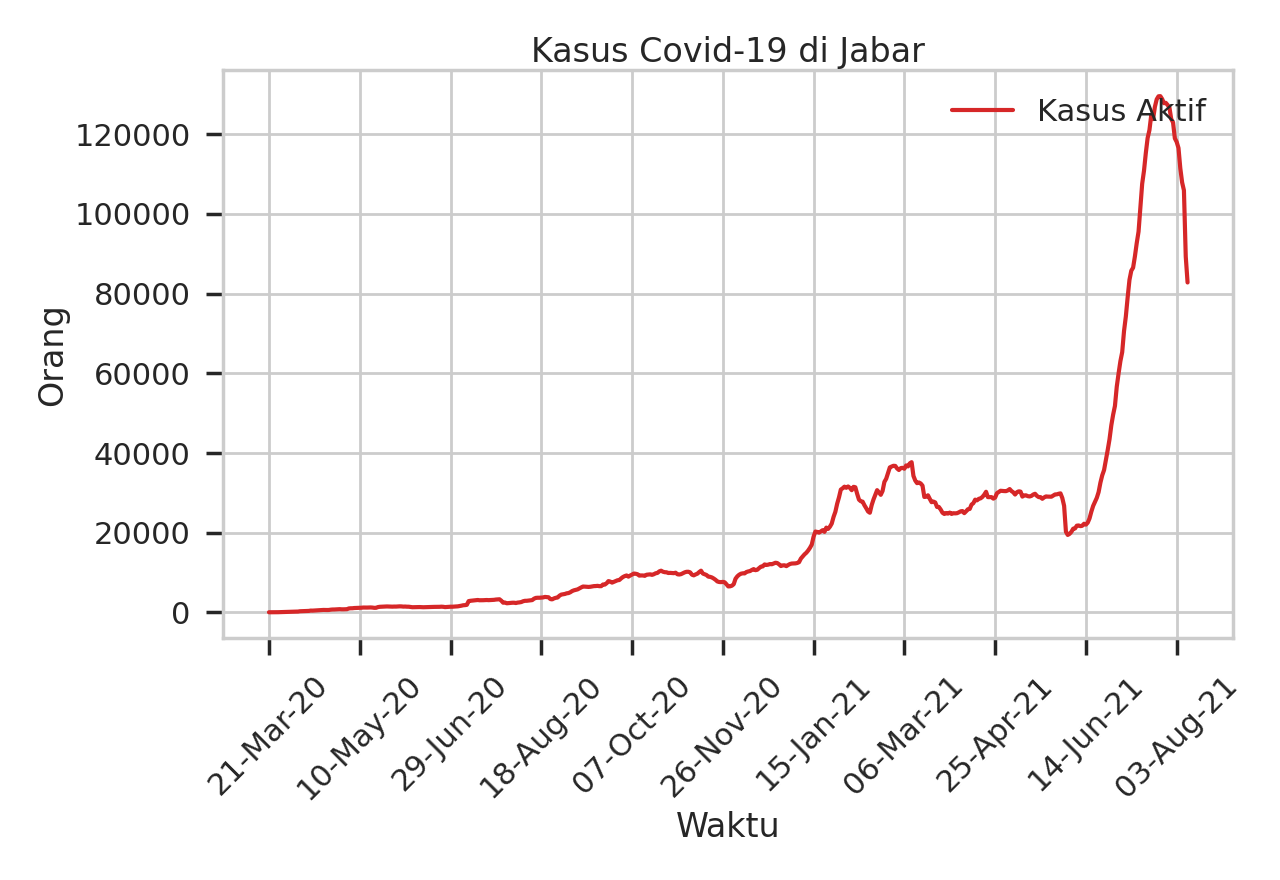 Kasus Covid-19 di Jabar
Kasus Aktif
Orang
120000
100000
80000
60000
40000
20000
0
21-Mar-20
10-May-20
29-Jun-20
18-Aug-20
07-Oct-20
26-Nov-20
15-Jan-21
06-Mar-21
25-Apr-21
14-Jun-21
03-Aug-21
Waktu